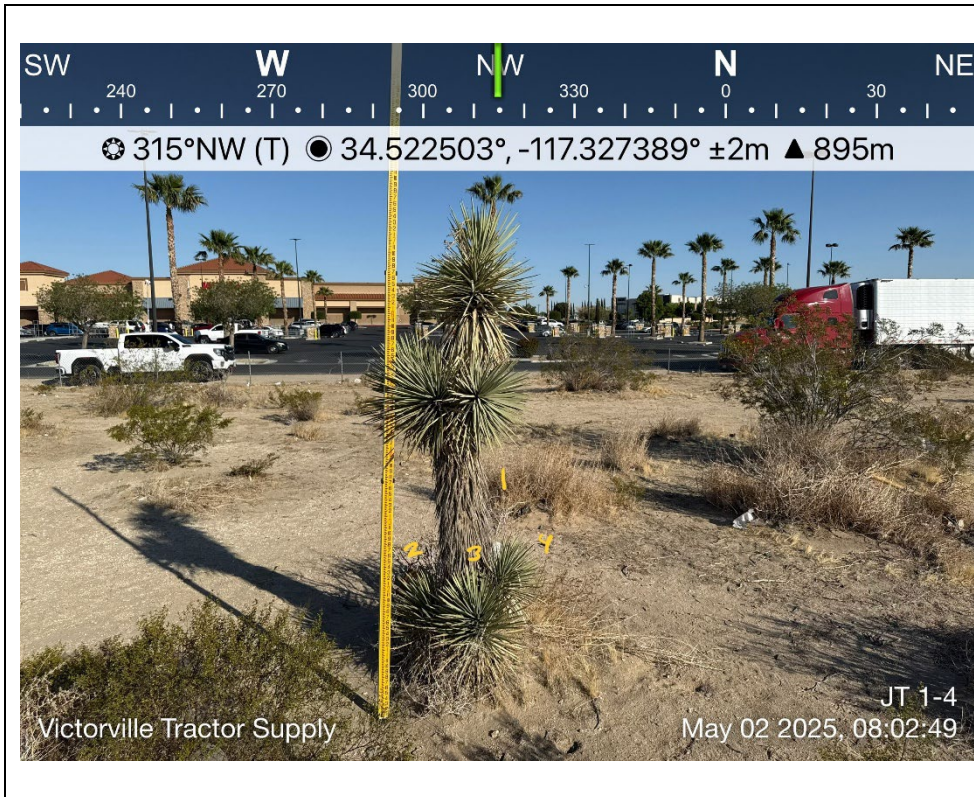 SW W NW N NE
240 270 300 330 0 30
315°NW (T) 34.522503°, -117.327389° ±2m ▲ 895m
1
2 3 4
JT 1-4
Victorville Tractor Supply May 02 2025, 08:02:49